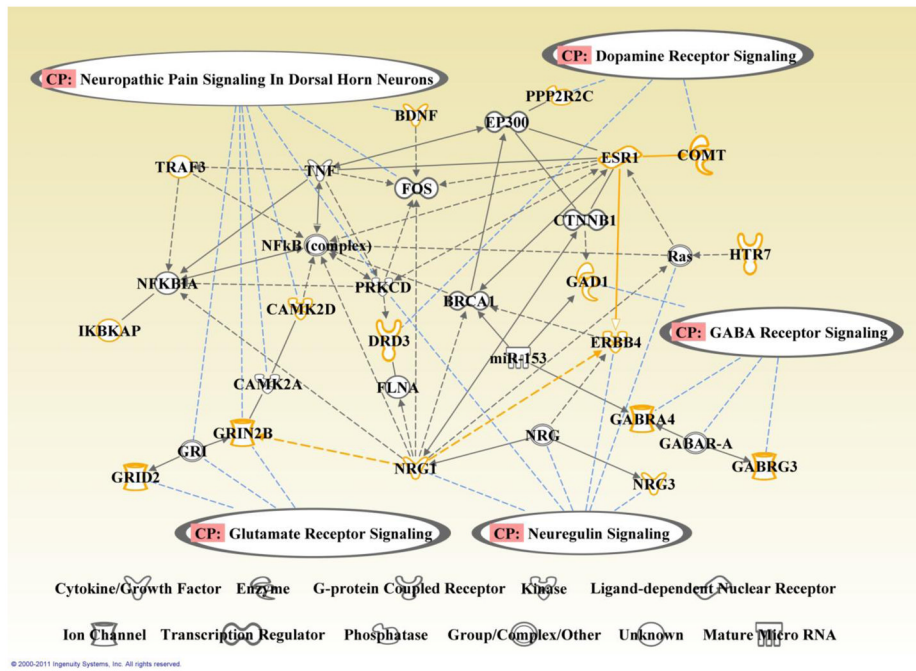 CP: Dopamine Receptor Signaling
CP: Neuropathic Pain Signaling In Dorsal Horn Neurons
PPP2R2C
BDNF
EP300
ESR1
COMT
TRAF3
TNF
FOS
CTNNB1
NFkB (complex)
Ras
HTR7
NFKBIA
PRKCD
GAD1
BRCA1
CAMK2D
IKBKAP
DRD3
ERBB4
CP: GABA Receptor Signaling
miR-153
CAMK2A
FLNA
GABRA4
GRIN2B
NRG
GABAR-A
GRI
NRG1
GABRG3
GRID2
NRG3
CP: Glutamate Receptor Signaling
CP: Neuregulin Signaling
Cytokine/Growth Factor
Enzyme
G-protein Coupled Receptor
Kinase
Ligand-dependent Nuclear Receptor
Ion Channel
Transcription Regulator
Phosphatase
Group/Complex/Other
Unknown
Mature Micro RNA
© 2000-2011 Ingenuity Systems, Inc. All rights reserved.